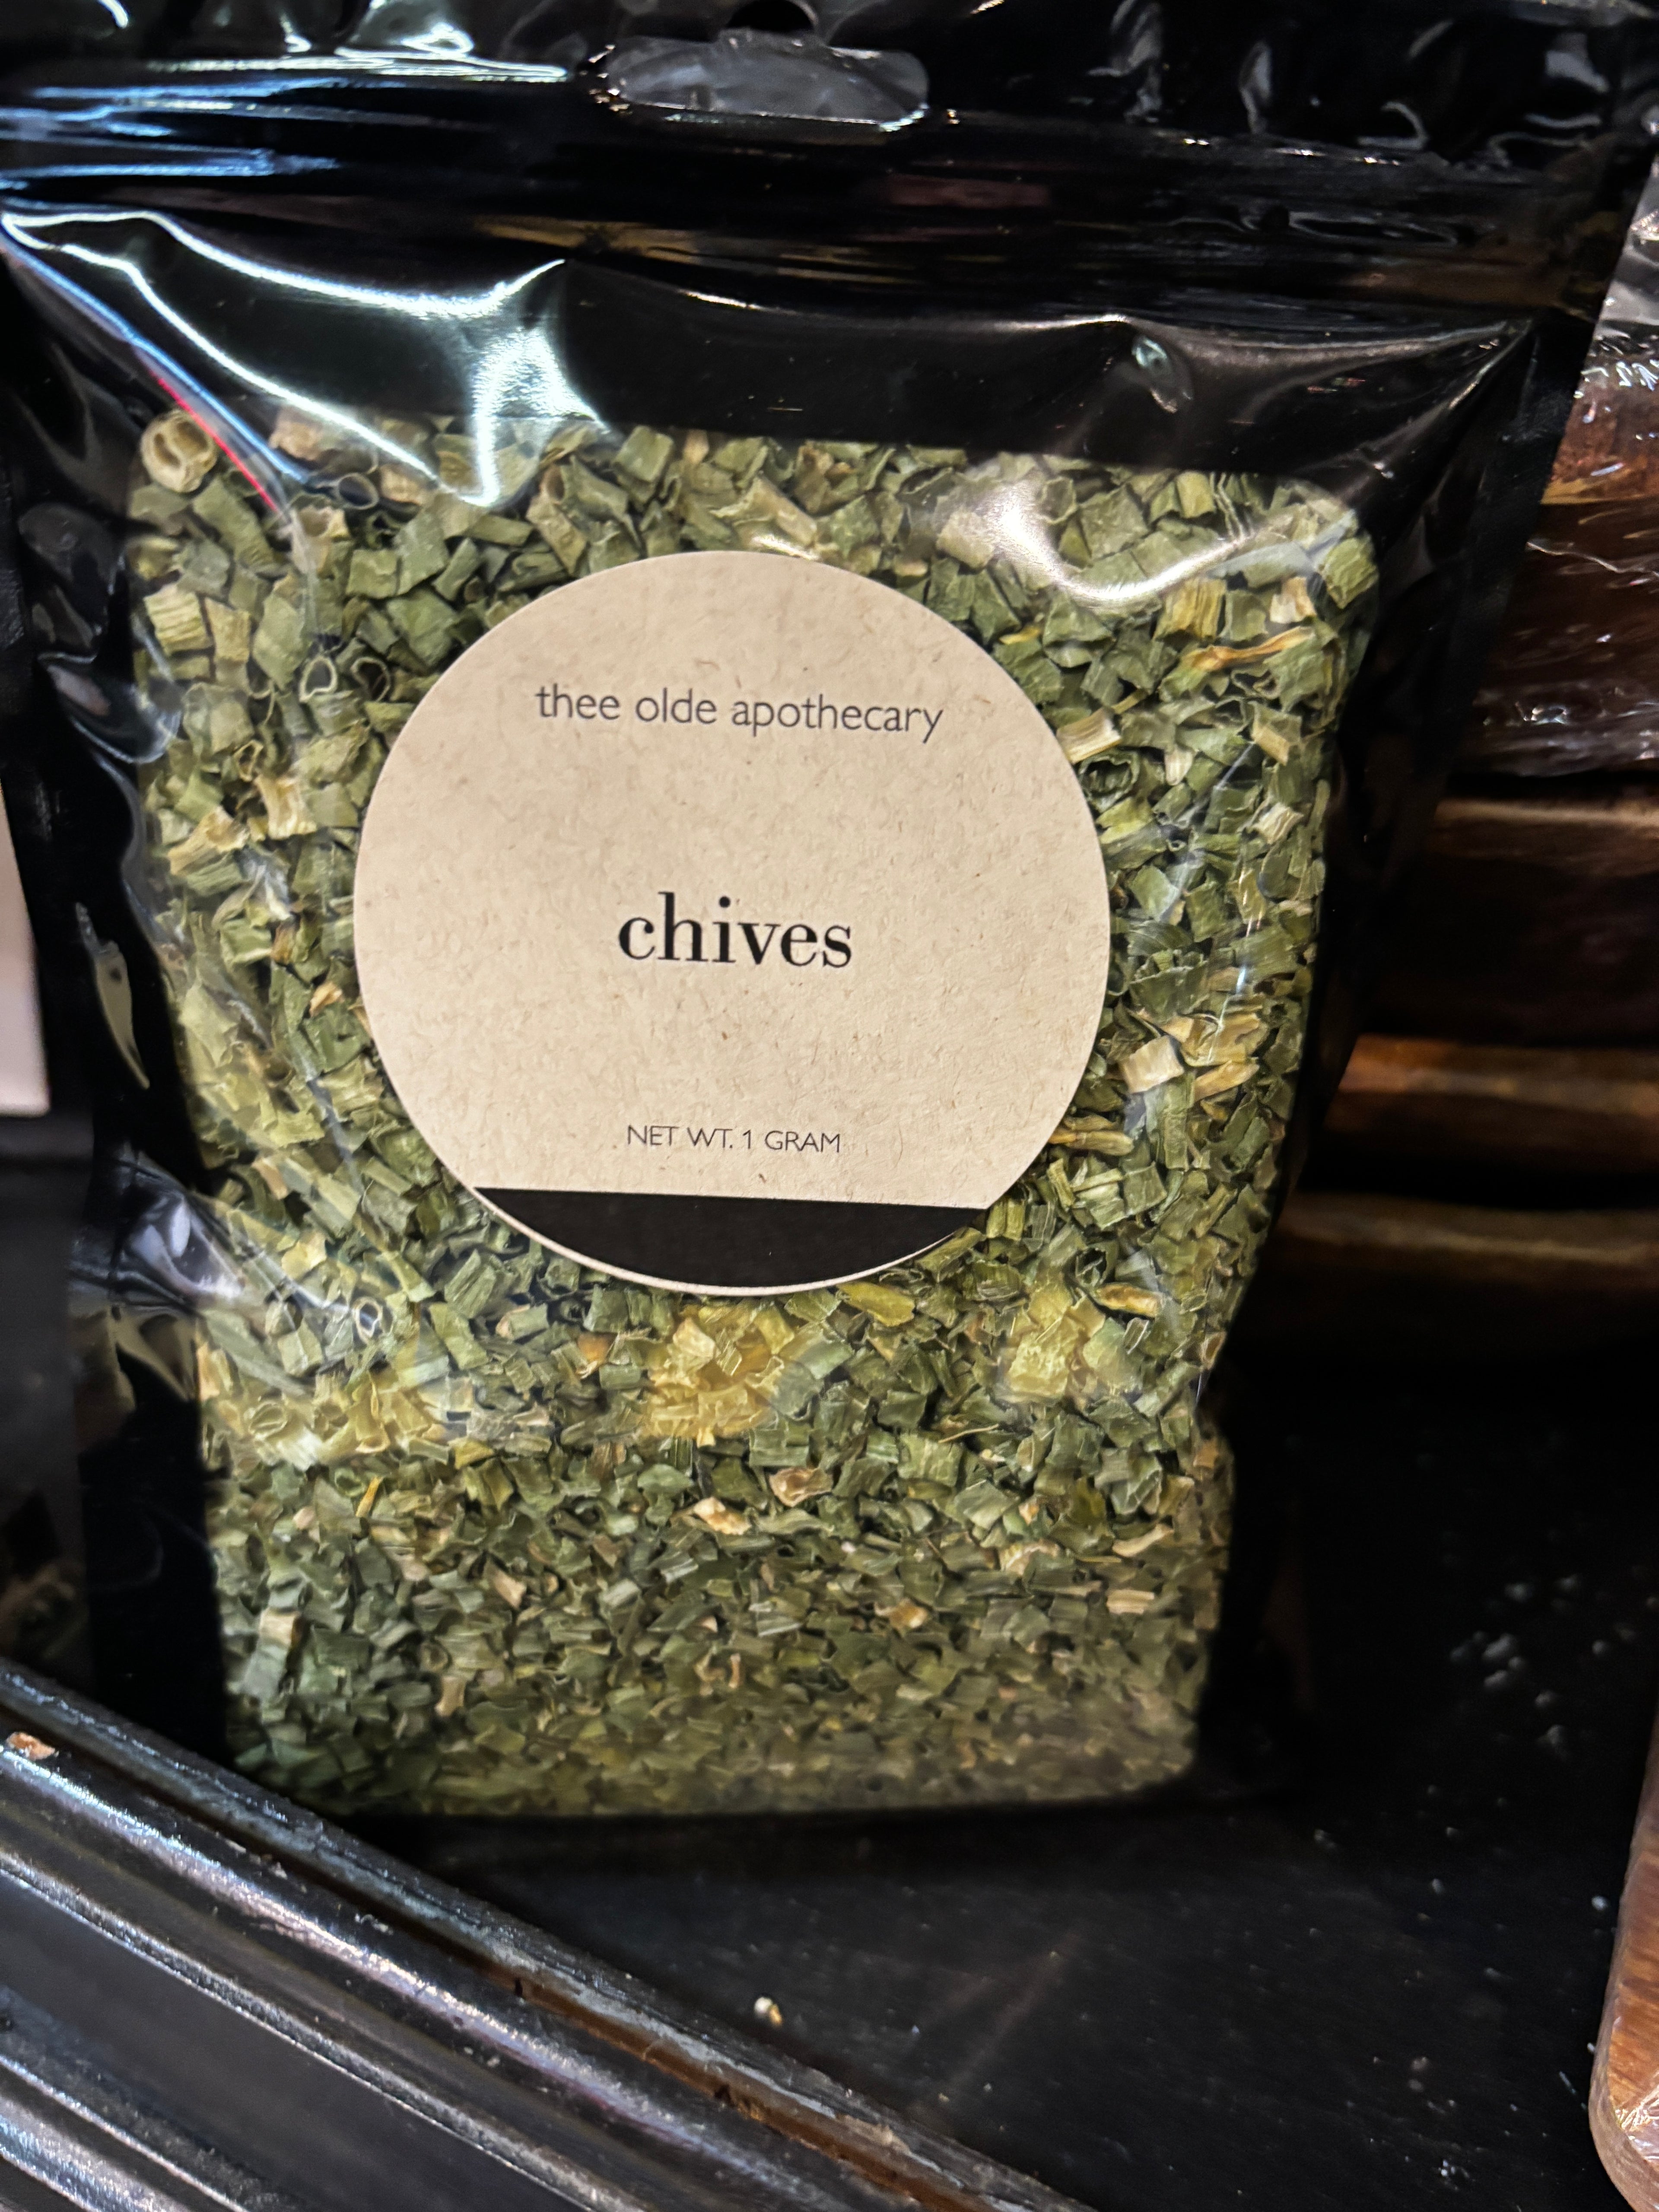 thee olde apothecary
chives
NET WT. 1 GRAM